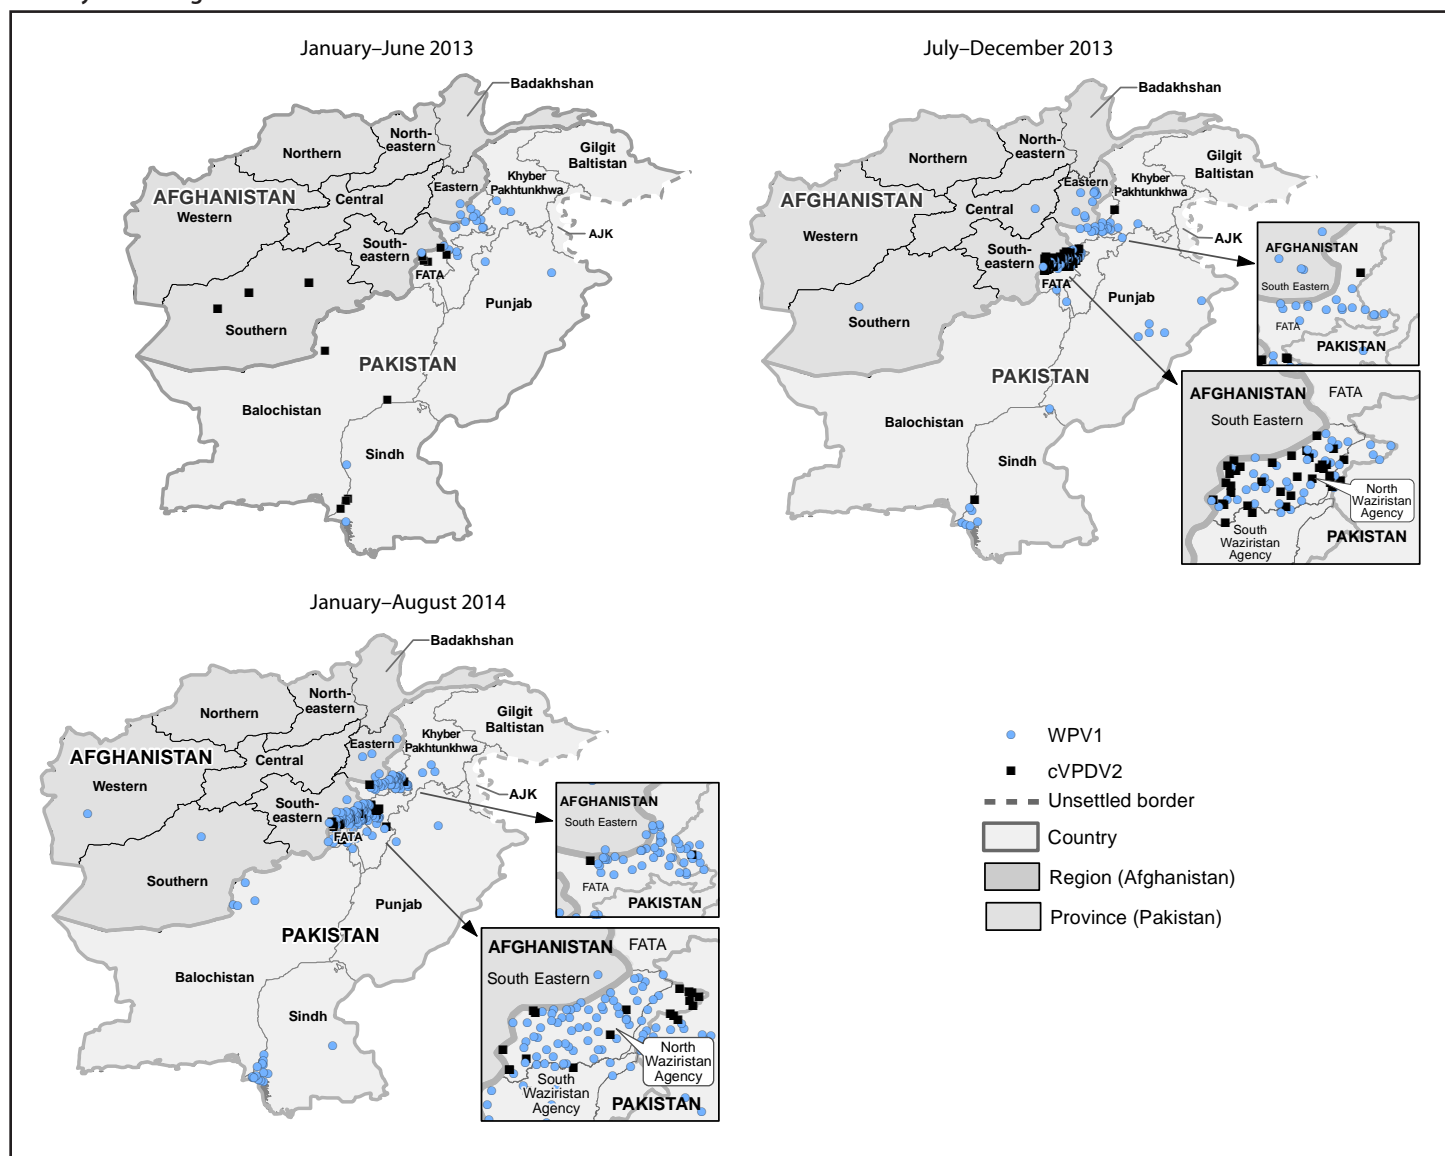 January–June 2013
Badakhshan
North-
eastern
Northern
Gilgit
Baltistan
Khyber
Pakhtunkhwa
Eastern
AFGHANISTAN
Central
Western
AJK
South-
eastern
FATA
Punjab
Southern
PAKISTAN
Balochistan
Sindh
July–December 2013
Badakhshan
North-
eastern
Northern
Gilgit
Baltistan
Khyber
Pakhtunkhwa
Eastern
AFGHANISTAN
Central
Western
AJK
South-
eastern
FATA
Punjab
Southern
PAKISTAN
Balochistan
Sindh
AFGHANISTAN
South Eastern
FATA
PAKISTAN
AFGHANISTAN
FATA
South Eastern
North
Waziristan
Agency
South
Waziristan
Agency
PAKISTAN
January–August 2014
Badakhshan
North-
eastern
Northern
Gilgit
Baltistan
Khyber
Pakhtunkhwa
Eastern
AFGHANISTAN
Central
Western
AJK
South-
eastern
FATA
Southern
Punjab
PAKISTAN
Balochistan
Sindh
AFGHANISTAN
South Eastern
FATA
PAKISTAN
AFGHANISTAN
FATA
South Eastern
North
Waziristan
Agency
South
Waziristan
Agency
PAKISTAN
WPV1
cVPDV2
Unsettled border
Country
Region (Afghanistan)
Province (Pakistan)